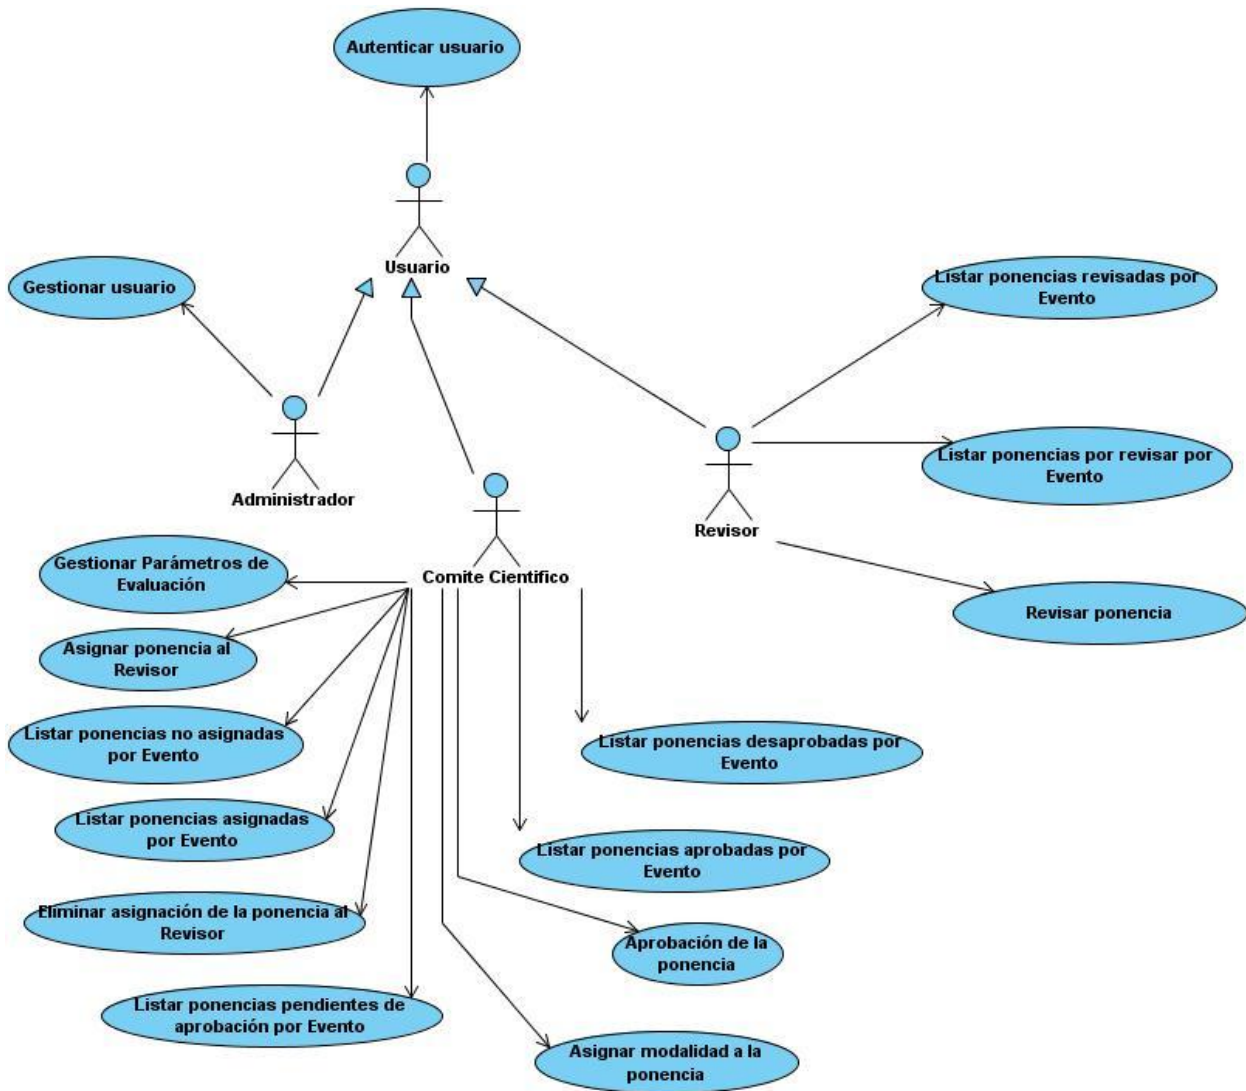 Autenticar usuario
Usuario
Gestionar usuario
Listar ponencias revisadas por
Evento
Administrador
Listar ponencias por revisar por
Evento
Revisor
Comite Cientifico
Gestionar Parámetros de
Evaluación
Revisar ponencia
Asignar ponencia al
Revisor
Listar ponencias no asignadas
por Evento
Listar ponencias desaprobadas por
Evento
Listar ponencias asignadas
por Evento
Listar ponencias aprobadas por
Evento
Eliminar asignación de la ponencia al
Revisor
Aprobación de la
ponencia
Listar ponencias pendientes de
aprobación por Evento
Asignar modalidad a la
ponencia